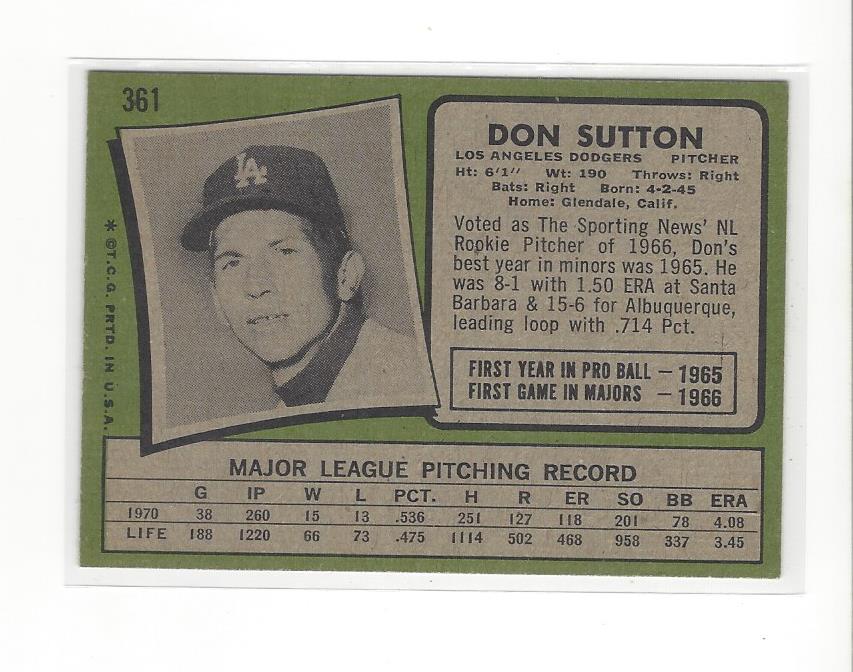 361
LA
* ©T.C.G. PRTD. IN U.S.A.
DON SUTTON
LOS ANGELES DODGERS PITCHER
Ht: 6'1" Wt: 190 Throws: Right
Bats: Right Born: 4-2-45
Home: Glendale, Calif.
Voted as The Sporting News' NL
Rookie Pitcher of 1966, Don's
best year in minors was 1965. He
was 8-1 with 1.50 ERA at Santa
Barbara & 15-6 for Albuquerque,
leading loop with .714 Pct.
FIRST YEAR IN PRO BALL — 1965
FIRST GAME IN MAJORS — 1966
MAJOR LEAGUE PITCHING RECORD
G IP W L PCT. H R ER SO BB ERA
1970 38 260 15 13 .536 251 127 118 201 78 4.08
LIFE 188 1220 66 73 .475 1114 502 468 958 337 3.45